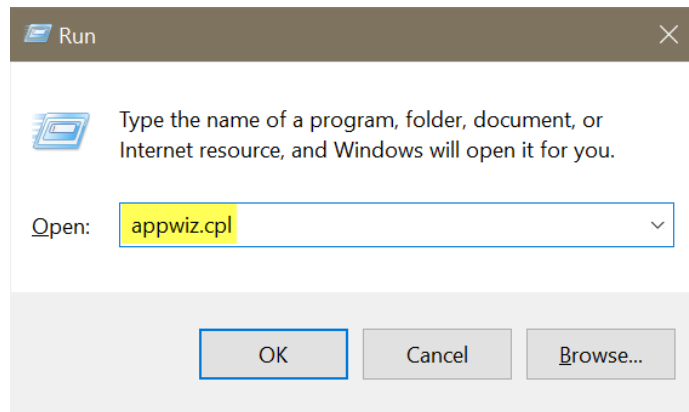 Run
Type the name of a program, folder, document, or
Internet resource, and Windows will open it for you.
Open: appwiz.cpl
OK Cancel Browse...